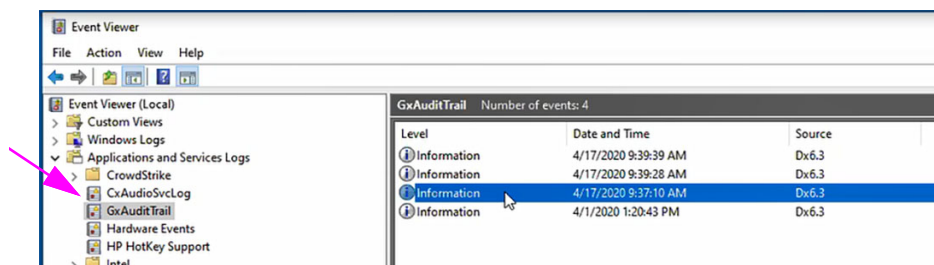 Event Viewer
File Action View Help
Event Viewer (Local)
Custom Views
Windows Logs
Applications and Services Logs
CrowdStrike
CxAudioSvcLog
GxAuditTrail
Hardware Events
HP HotKey Support
Intel
GxAuditTrail Number of events: 4
Level Date and Time Source
Information 4/17/2020 9:39:39 AM Dx6.3
Information 4/17/2020 9:39:28 AM Dx6.3
Information 4/17/2020 9:37:10 AM Dx6.3
Information 4/1/2020 1:20:43 PM Dx6.3